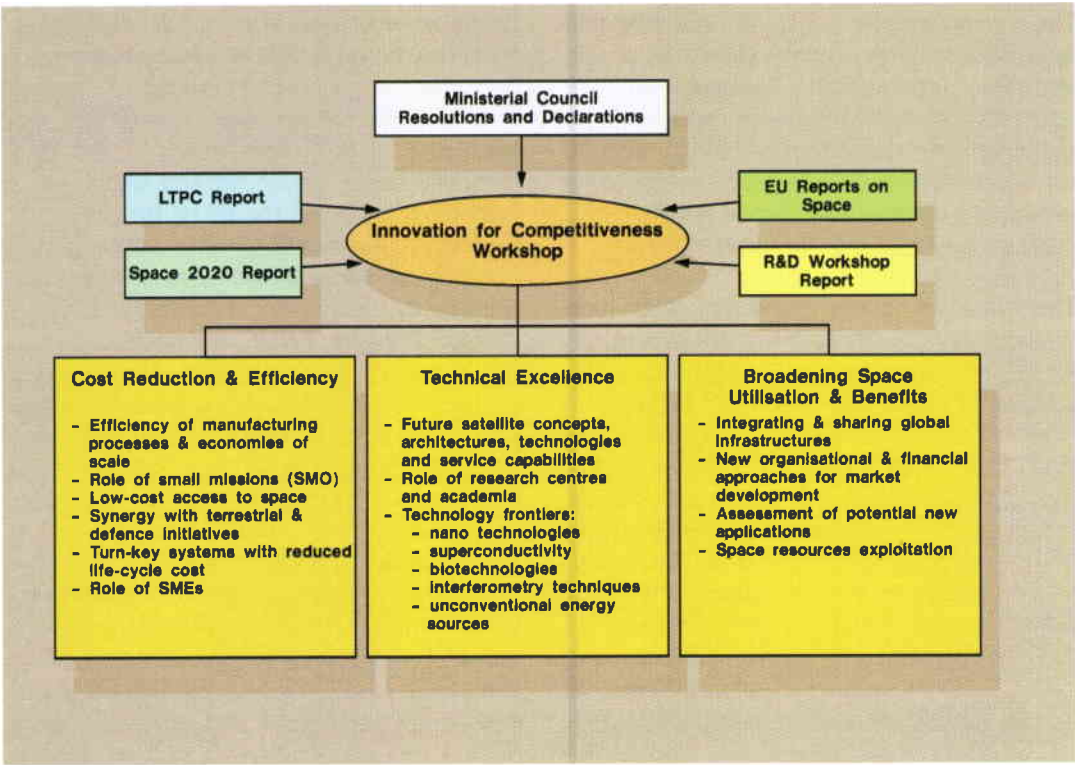 Ministerial Council
Resolutions and Declarations
LTPC Report
EU Reports on
Space
Innovation for Competitiveness
Workshop
Space 2020 Report
R&D Workshop
Report
Cost Reduction & Efficiency
- Efficiency of manufacturing
processes & economies of
scale
- Role of small missions (SMO)
- Low-cost access to space
- Synergy with terrestrial &
defence initiatives
- Turn-key systems with reduced
life-cycle cost
- Role of SMEs
Technical Excellence
- Future satellite concepts,
architectures, technologies
and service capabilities
- Role of research centres
and academia
- Technology frontiers:
- nano technologies
- superconductivity
- biotechnologies
- interferometry techniques
- unconventional energy
sources
Broadening Space
Utilisation & Benefits
- Integrating & sharing global
infrastructures
- New organisational & financial
approaches for market
development
- Assessment of potential new
applications
- Space resources exploitation